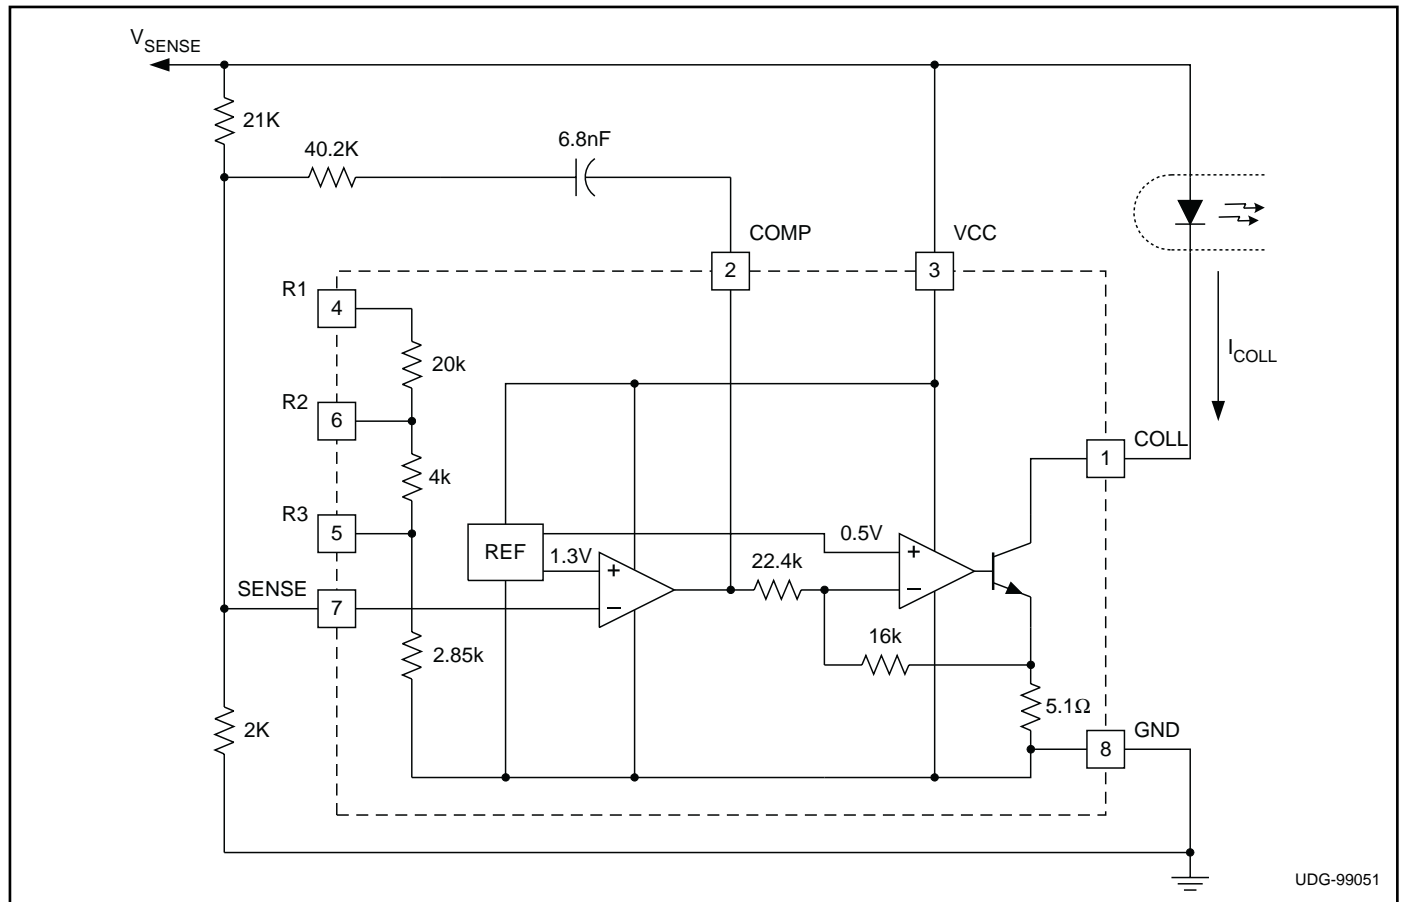 VSENSE
21K
40.2K
6.8nF
COMP
VCC
2
3
R1
4
20k
ICOLL
R2
6
COLL
1
4k
R3
5
REF
1.3V
0.5V
+
+
22.4k
SENSE
7
−
−
16k
2.85k
5.1Ω
2K
GND
8
UDG-99051